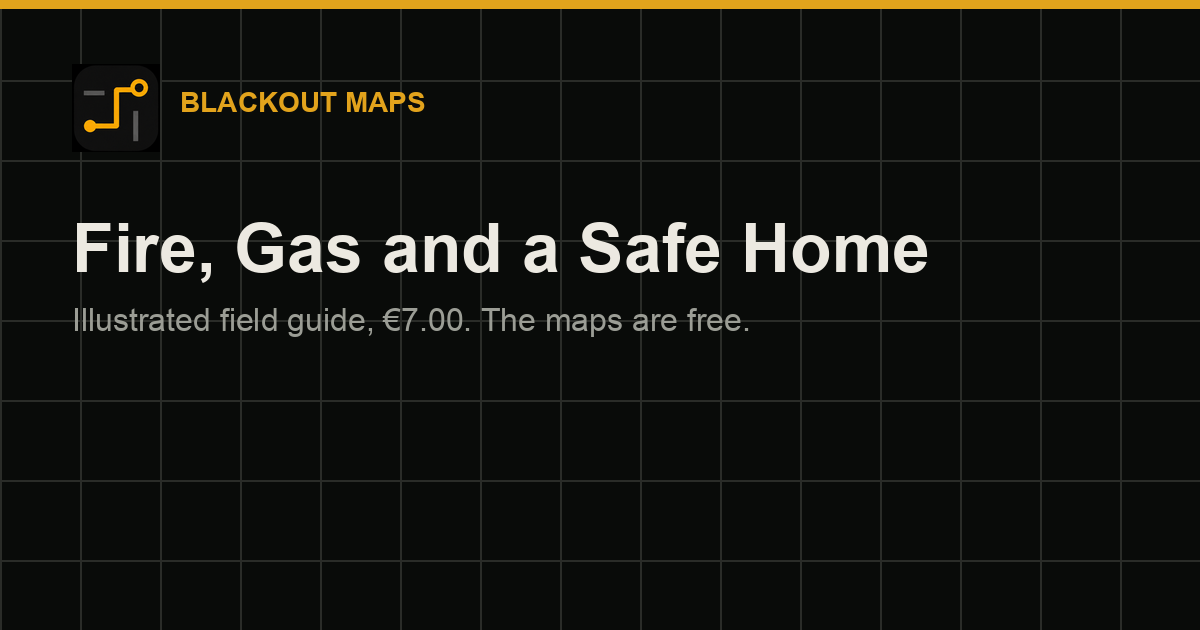 BLACKOUT MAPS
Fire, Gas and a Safe Home
Illustrated field guide, €7.00. The maps are free.